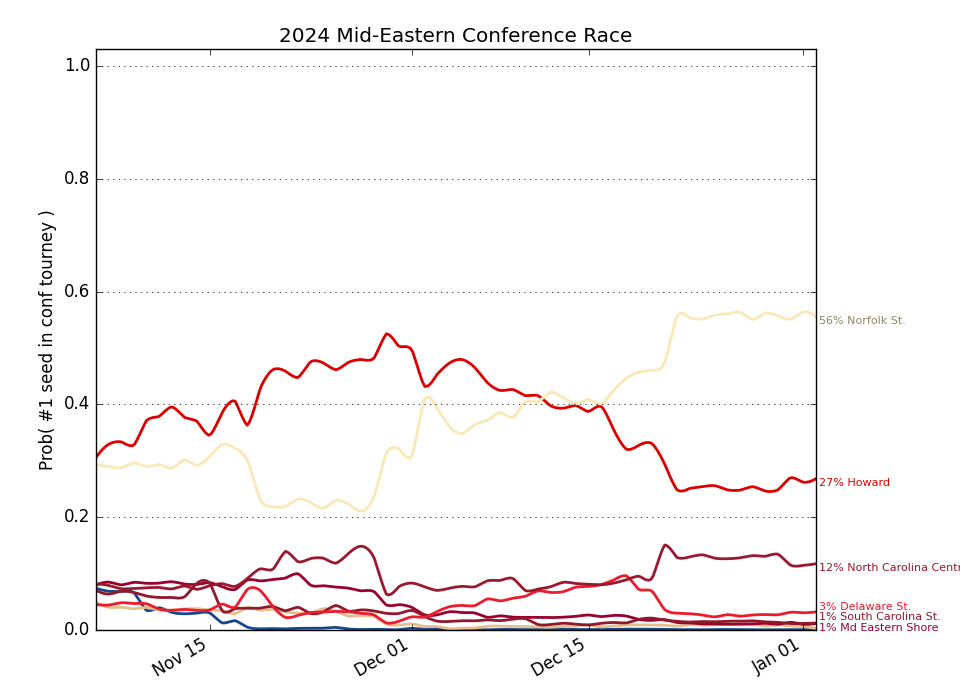 2024 Mid-Eastern Conference Race
Prob( #1 seed in conf tourney )
1.0
0.8
0.6
0.4
0.2
0.0
Nov 15
Dec 01
Dec 15
Jan 01
56% Norfolk St.
27% Howard
12% North Carolina Centr
3% Delaware St.
1% South Carolina St.
1% Md Eastern Shore